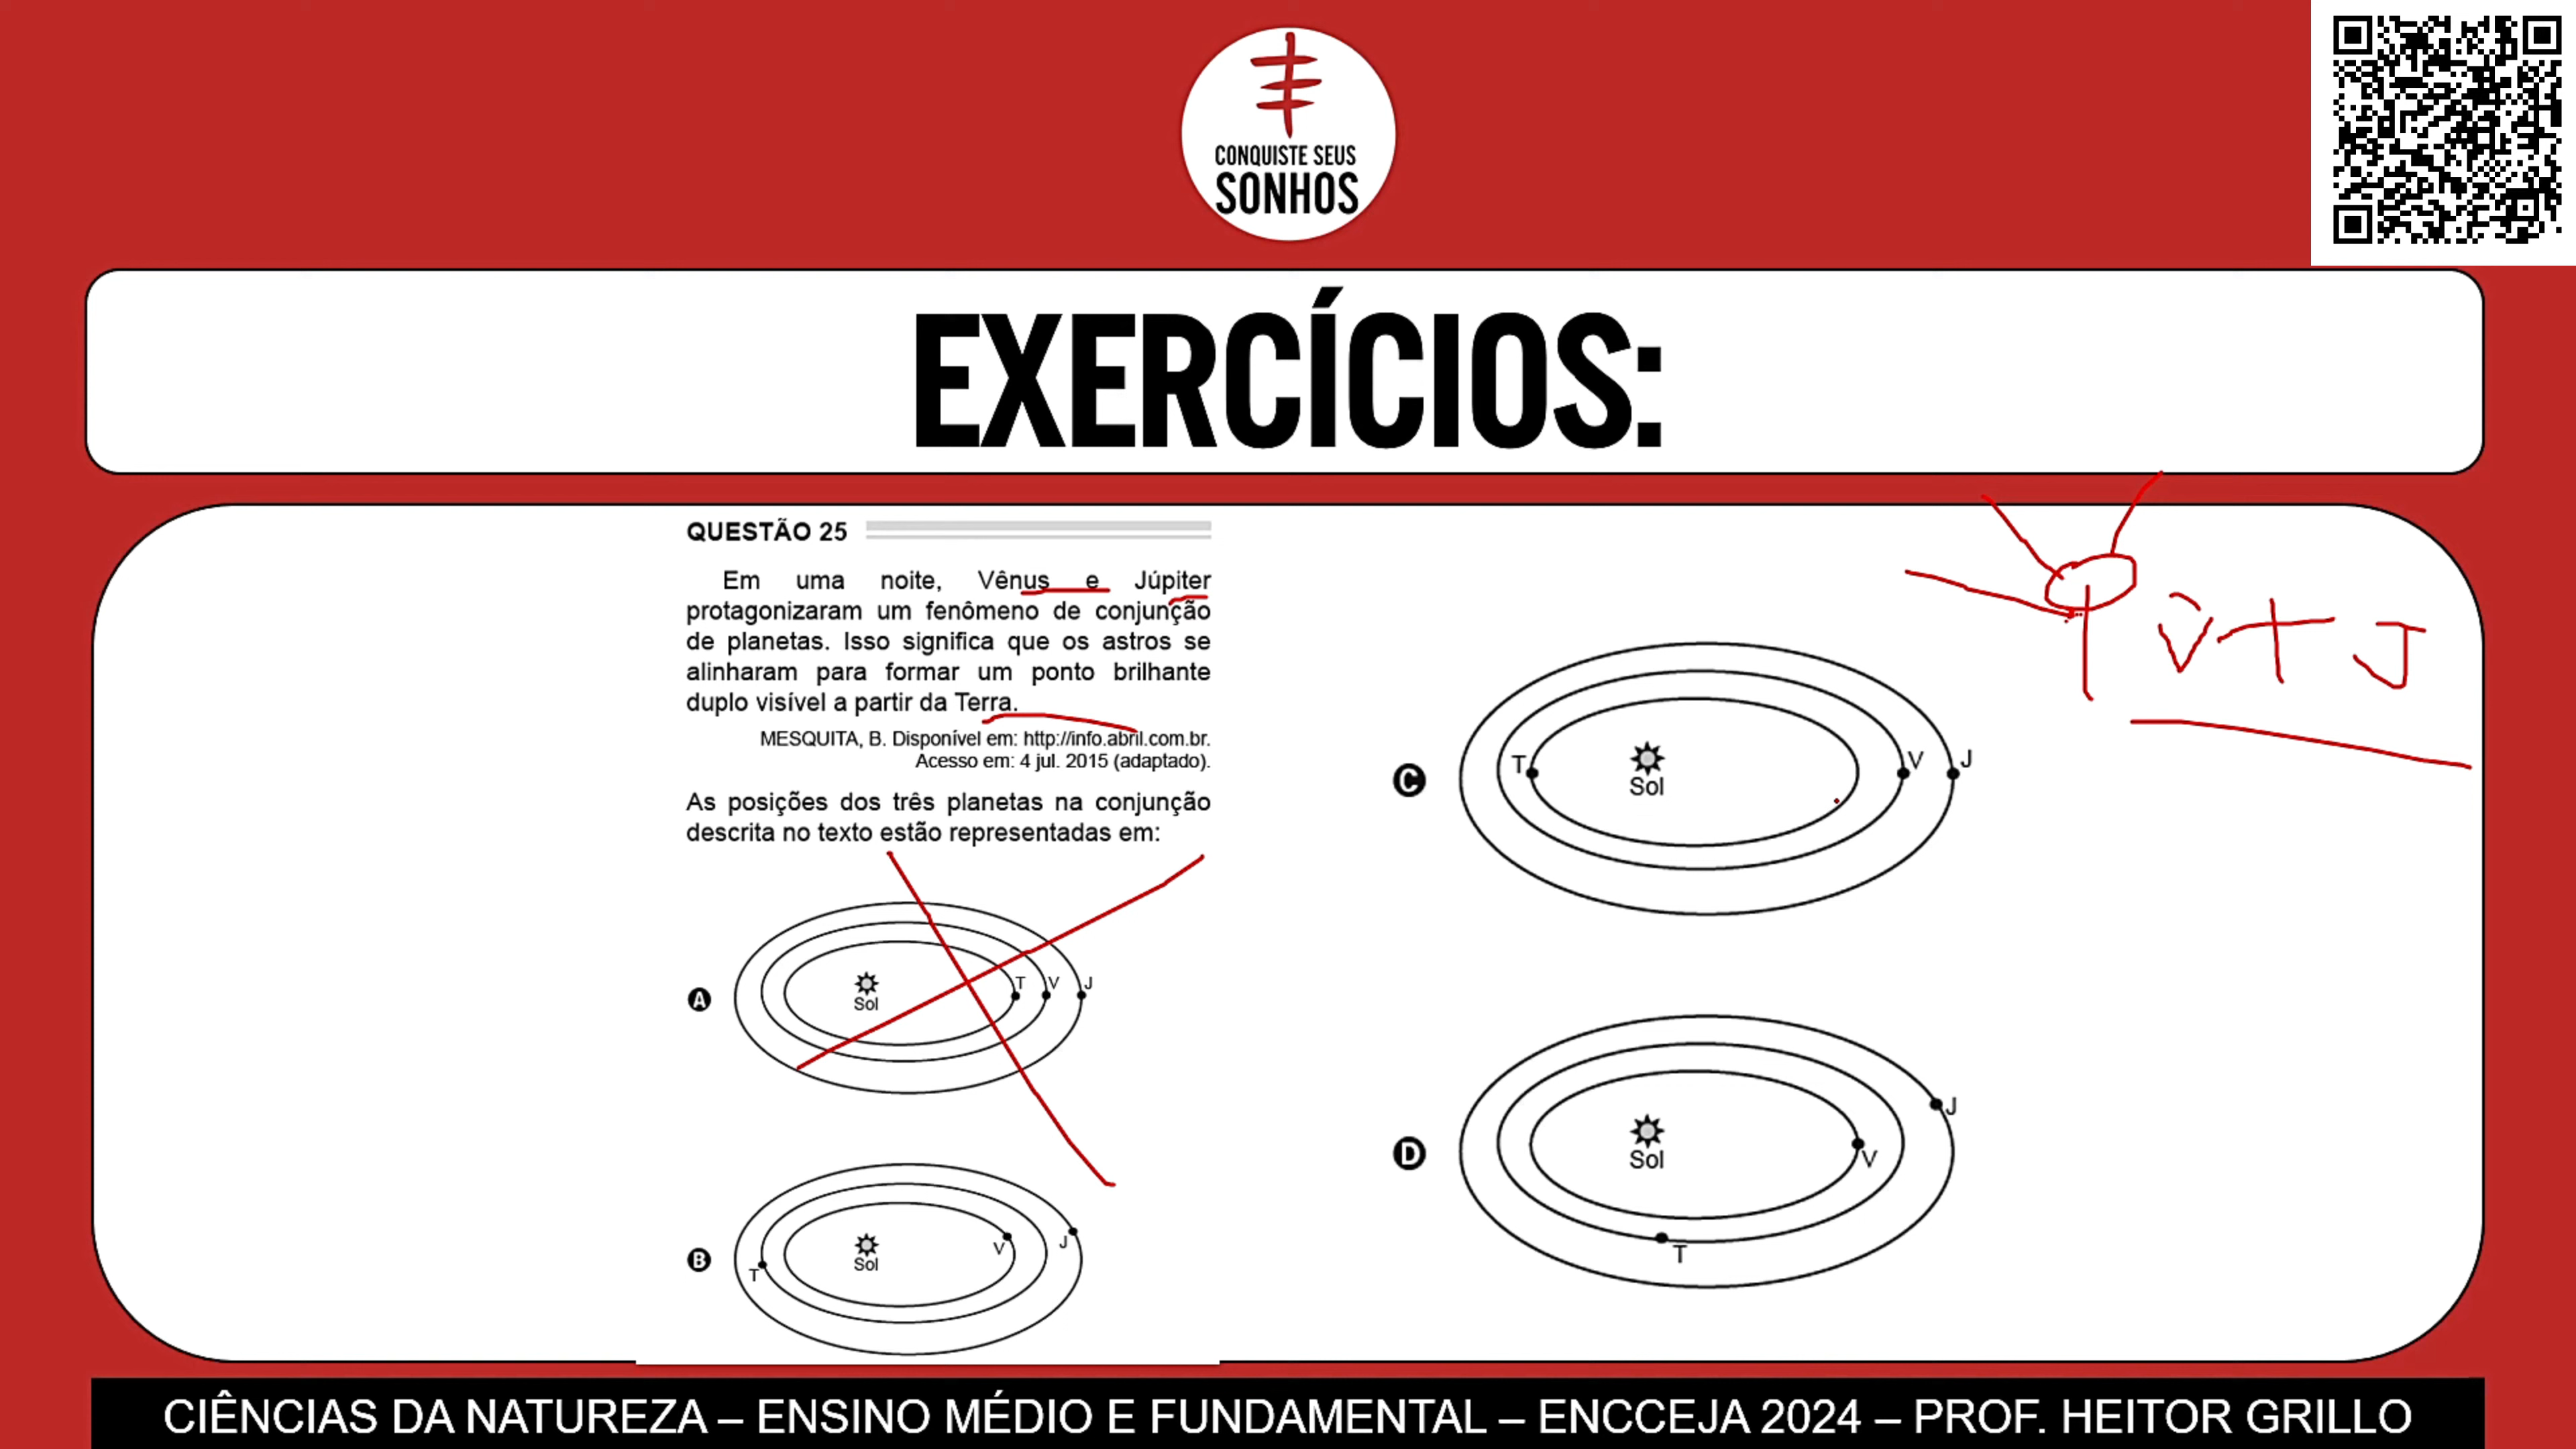 CONQUISTE SEUS
SONHOS
EXERCÍCIOS:
QUESTÃO 25
Em uma noite, Vênus e Júpiter
protagonizaram um fenômeno de conjunção
de planetas. Isso significa que os astros se
alinharam para formar um ponto brilhante
duplo visível a partir da Terra.
MESQUITA, B. Disponível em: http://info.abril.com.br.
Acesso em: 4 jul. 2015 (adaptado).
As posições dos três planetas na conjunção
descrita no texto estão representadas em:
A
Sol
T V J
B
Sol
T
V
J
C
Sol
T
V
J
D
Sol
J
V
T
V + J
CIÊNCIAS DA NATUREZA – ENSINO MÉDIO E FUNDAMENTAL – ENCCEJA 2024 – PROF. HEITOR GRILLO